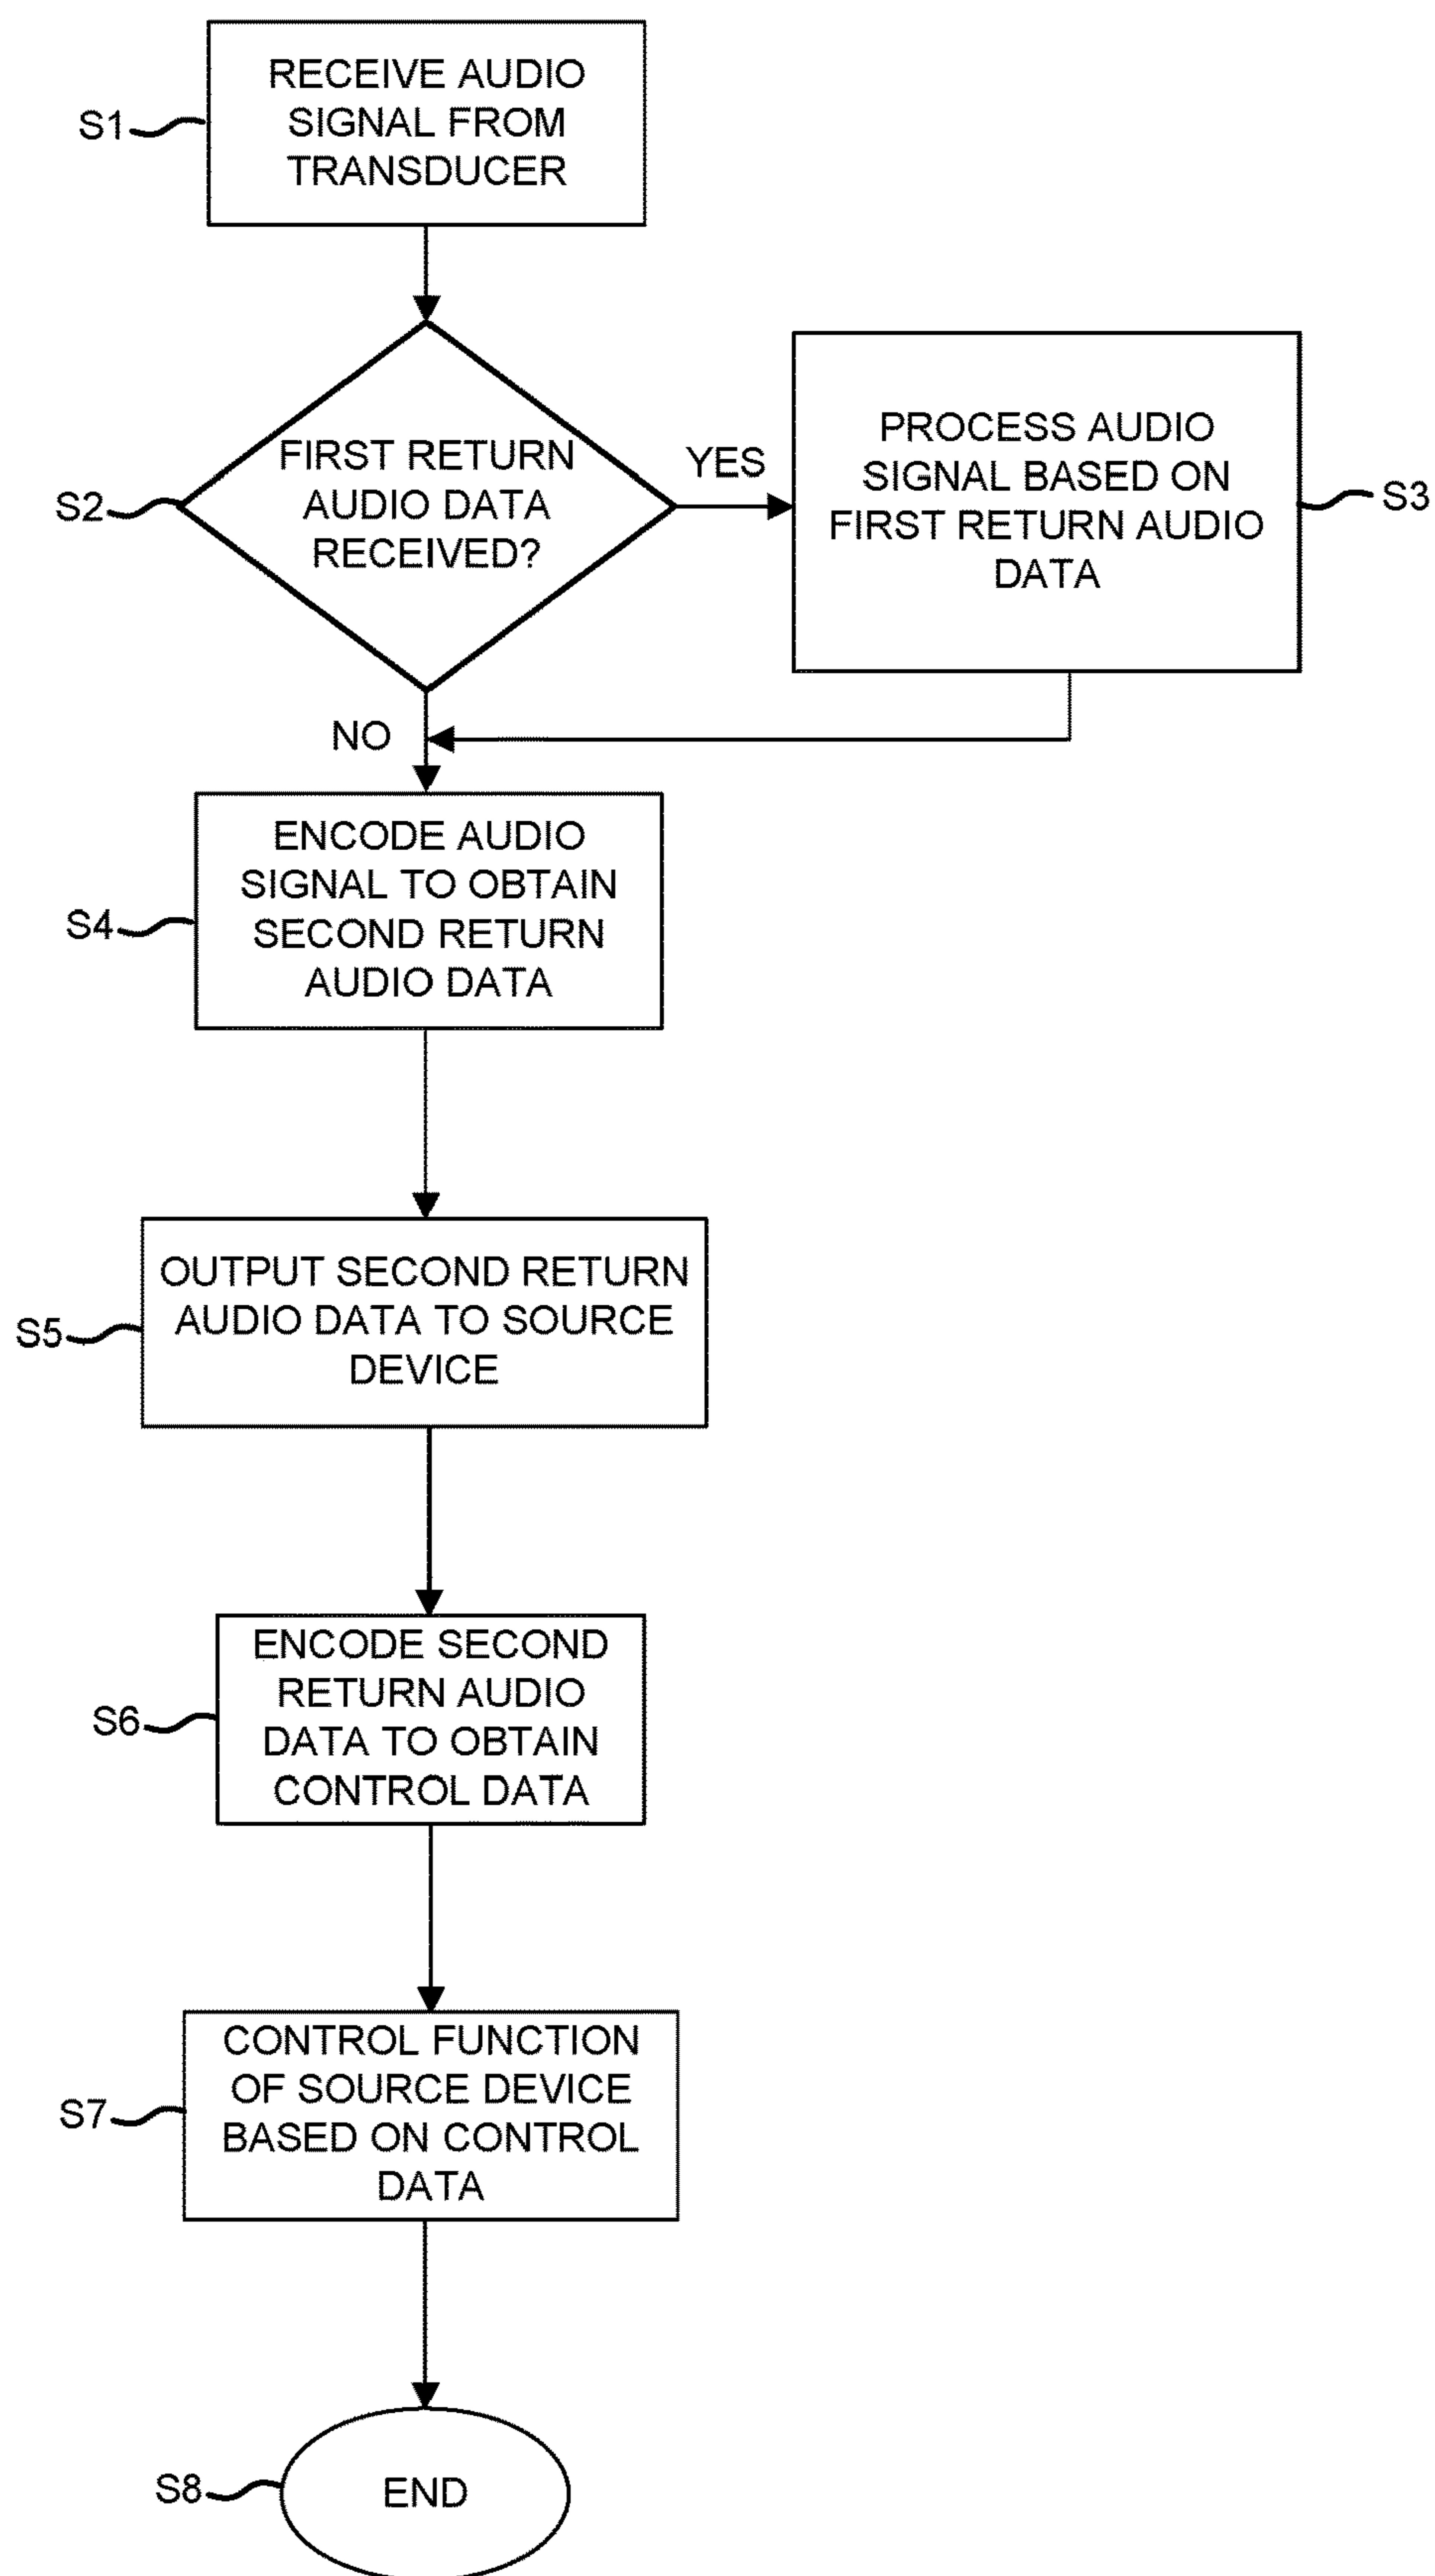 RECEIVE AUDIO
SIGNAL FROM
TRANSDUCER
S1
FIRST RETURN
AUDIO DATA
RECEIVED?
S2
YES
PROCESS AUDIO
SIGNAL BASED ON
FIRST RETURN AUDIO
DATA
S3
NO
ENCODE AUDIO
SIGNAL TO OBTAIN
SECOND RETURN
AUDIO DATA
S4
OUTPUT SECOND RETURN
AUDIO DATA TO SOURCE
DEVICE
S5
ENCODE SECOND
RETURN AUDIO
DATA TO OBTAIN
CONTROL DATA
S6
CONTROL FUNCTION
OF SOURCE DEVICE
BASED ON CONTROL
DATA
S7
END
S8